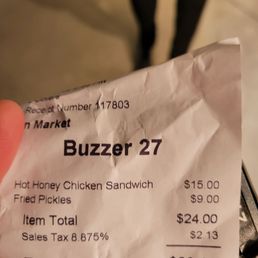 Receipt Number 117803
n Market
Buzzer 27
Hot Honey Chicken Sandwich $15.00
Fried Pickles $9.00
Item Total $24.00
Sales Tax 8.875% $2.13